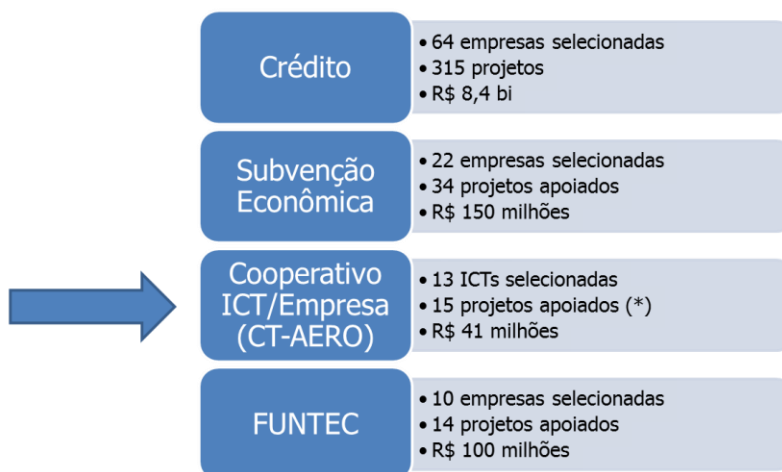 Crédito
• 64 empresas selecionadas
• 315 projetos
• R$ 8,4 bi
Subvenção
Econômica
• 22 empresas selecionadas
• 34 projetos apoiados
• R$ 150 milhões
Cooperativo
ICT/Empresa
(CT-AERO)
• 13 ICTs selecionadas
• 15 projetos apoiados (*)
• R$ 41 milhões
FUNTEC
• 10 empresas selecionadas
• 14 projetos apoiados
• R$ 100 milhões